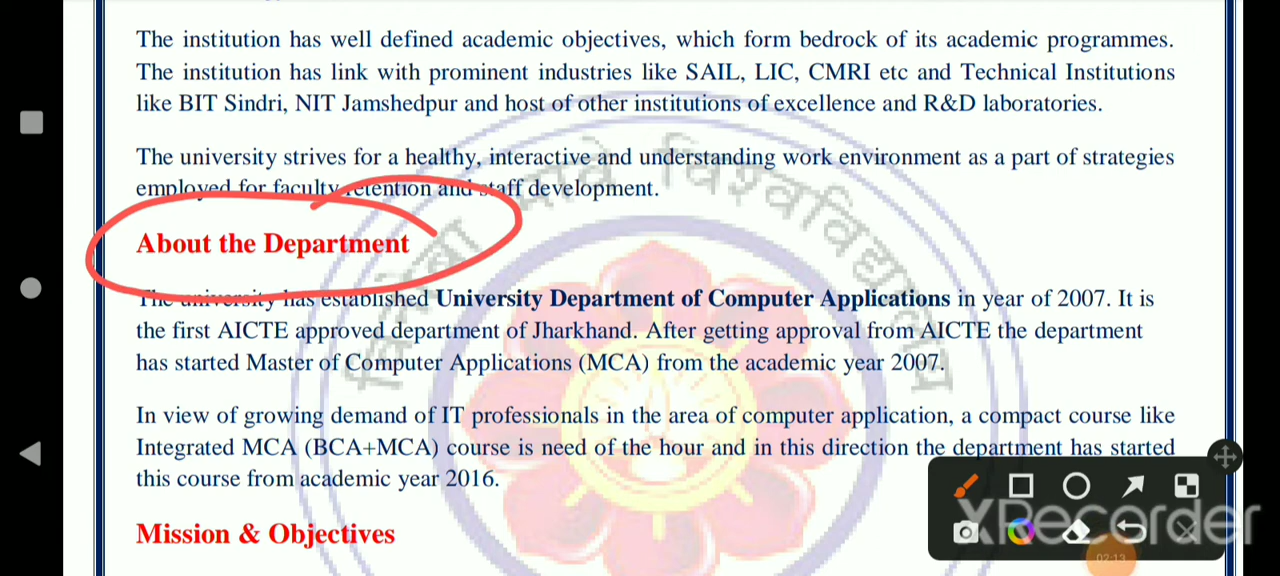 The institution has well defined academic objectives, which form bedrock of its academic programmes.
The institution has link with prominent industries like SAIL, LIC, CMRI etc and Technical Institutions
like BIT Sindri, NIT Jamshedpur and host of other institutions of excellence and R&D laboratories.
The university strives for a healthy, interactive and understanding work environment as a part of strategies
employed for faculty retention and staff development.
About the Department
The university has established University Department of Computer Applications in year of 2007. It is
the first AICTE approved department of Jharkhand. After getting approval from AICTE the department
has started Master of Computer Applications (MCA) from the academic year 2007.
In view of growing demand of IT professionals in the area of computer application, a compact course like
Integrated MCA (BCA+MCA) course is need of the hour and in this direction the department has started
this course from academic year 2016.
Mission & Objectives
XRecorder
02:13